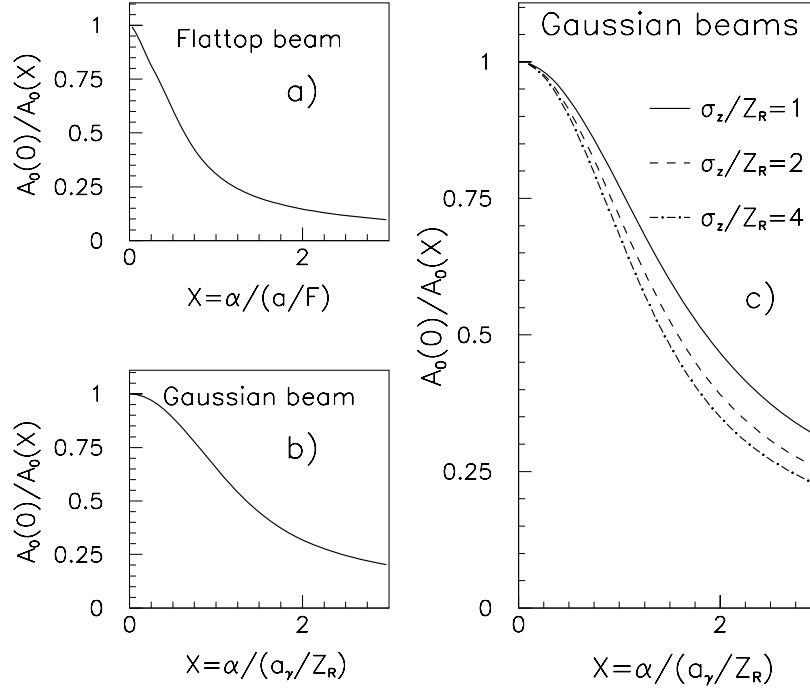 Flattop beam
a)
A₀(0)/A₀(X)
1
0.75
0.5
0.25
0
0
2
X=α/(a/F)
Gaussian beam
b)
A₀(0)/A₀(X)
1
0.75
0.5
0.25
0
0
2
X=α/(aᵧ/Z_R)
Gaussian beams
σ_z/Z_R=1
σ_z/Z_R=2
σ_z/Z_R=4
c)
A₀(0)/A₀(X)
1
0.75
0.5
0.25
0
0
2
X=α/(aᵧ/Z_R)